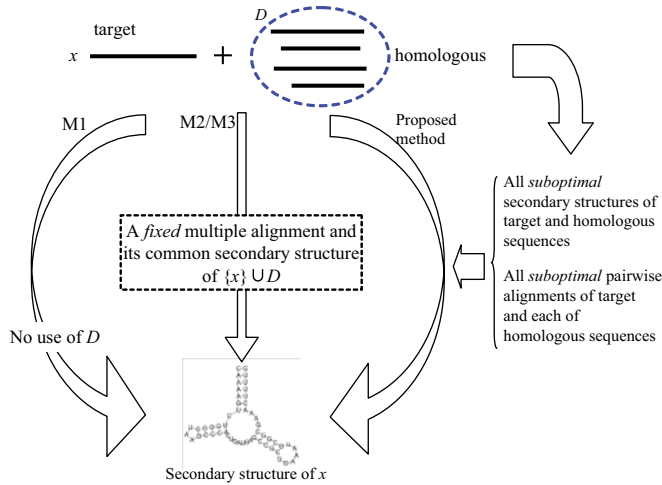 target
D
x
+
homologous
M1
M2/M3
Proposed
method
All suboptimal
secondary structures of
target and homologous
sequences
All suboptimal pairwise
alignments of target
and each of
homologous sequences
A fixed multiple alignment and
its common secondary structure
of {x} ∪ D
No use of D
Secondary structure of x